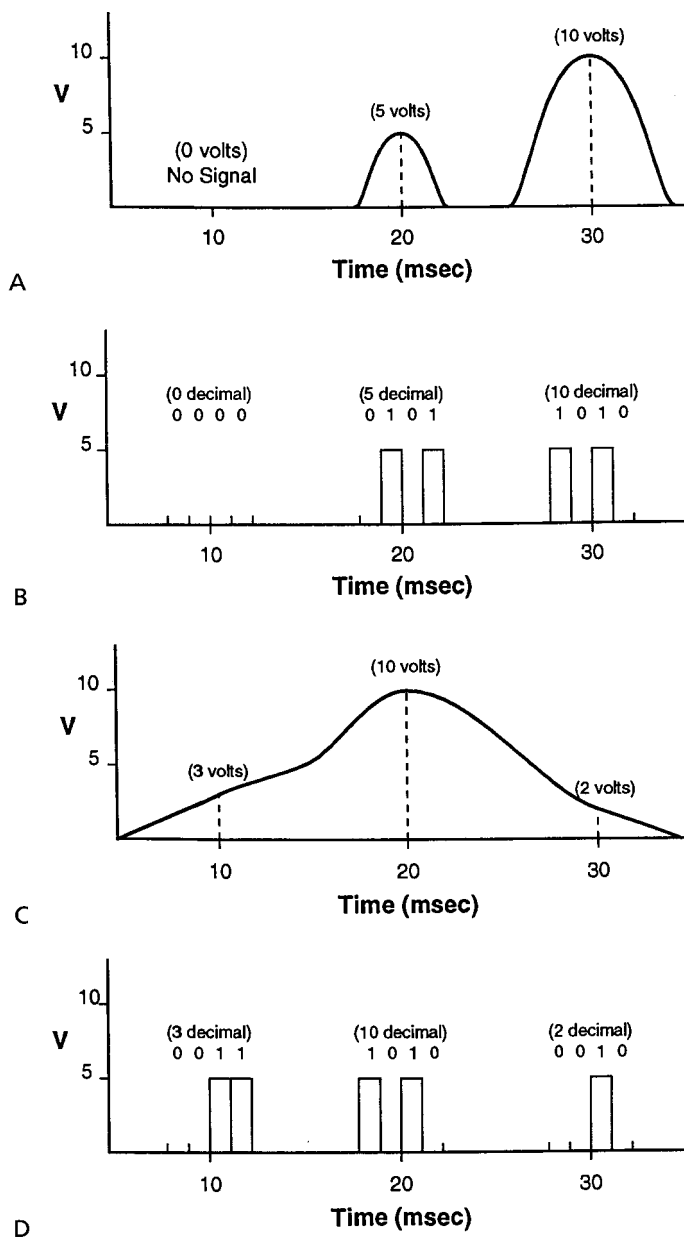 (10 volts)
10
V
(5 volts)
5
(0 volts)
No Signal
10 20 30
Time (msec)
A
10
(0 decimal) (5 decimal) (10 decimal)
V
0 0 0 0 0 1 0 1 1 0 1 0
5
10 20 30
Time (msec)
B
(10 volts)
10
V
5
(3 volts)
(2 volts)
10 20 30
Time (msec)
C
10
V
(3 decimal) (10 decimal) (2 decimal)
0 0 1 1 1 0 1 0 0 0 1 0
5
10 20 30
Time (msec)
D